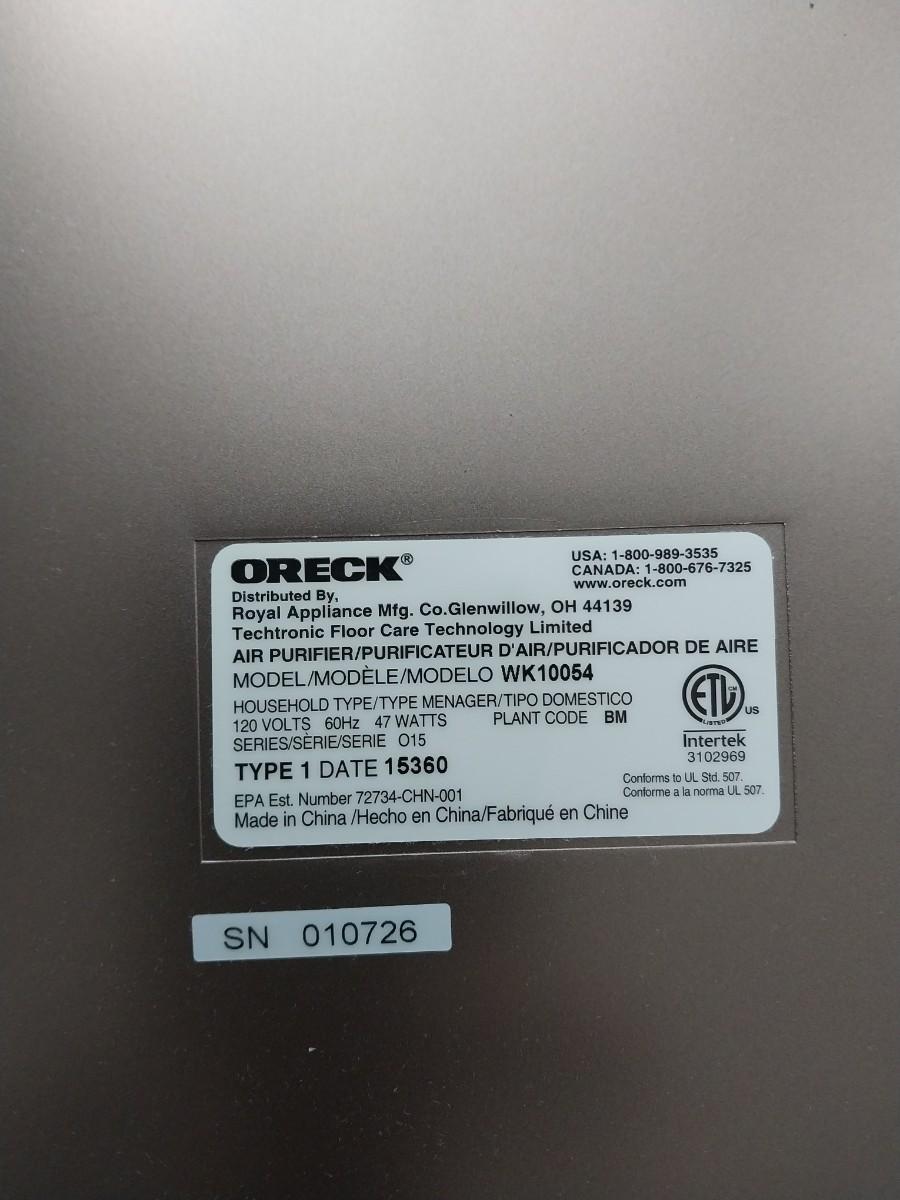 ORECK®
USA: 1-800-989-3535
CANADA: 1-800-676-7325
www.oreck.com
Distributed By,
Royal Appliance Mfg. Co.Glenwillow, OH 44139
Techtronic Floor Care Technology Limited
AIR PURIFIER/PURIFICATEUR D'AIR/PURIFICADOR DE AIRE
MODEL/MODÈLE/MODELO WK10054
HOUSEHOLD TYPE/TYPE MENAGER/TIPO DOMESTICO
120 VOLTS 60Hz 47 WATTS PLANT CODE BM
SERIES/SÈRIE/SERIE O15
TYPE 1 DATE 15360
EPA Est. Number 72734-CHN-001
Made in China /Hecho en China/Fabriqué en Chine
ETL CM
LISTED
US
Intertek
3102969
Conforms to UL Std. 507.
Conforme a la norma UL 507.
SN 010726